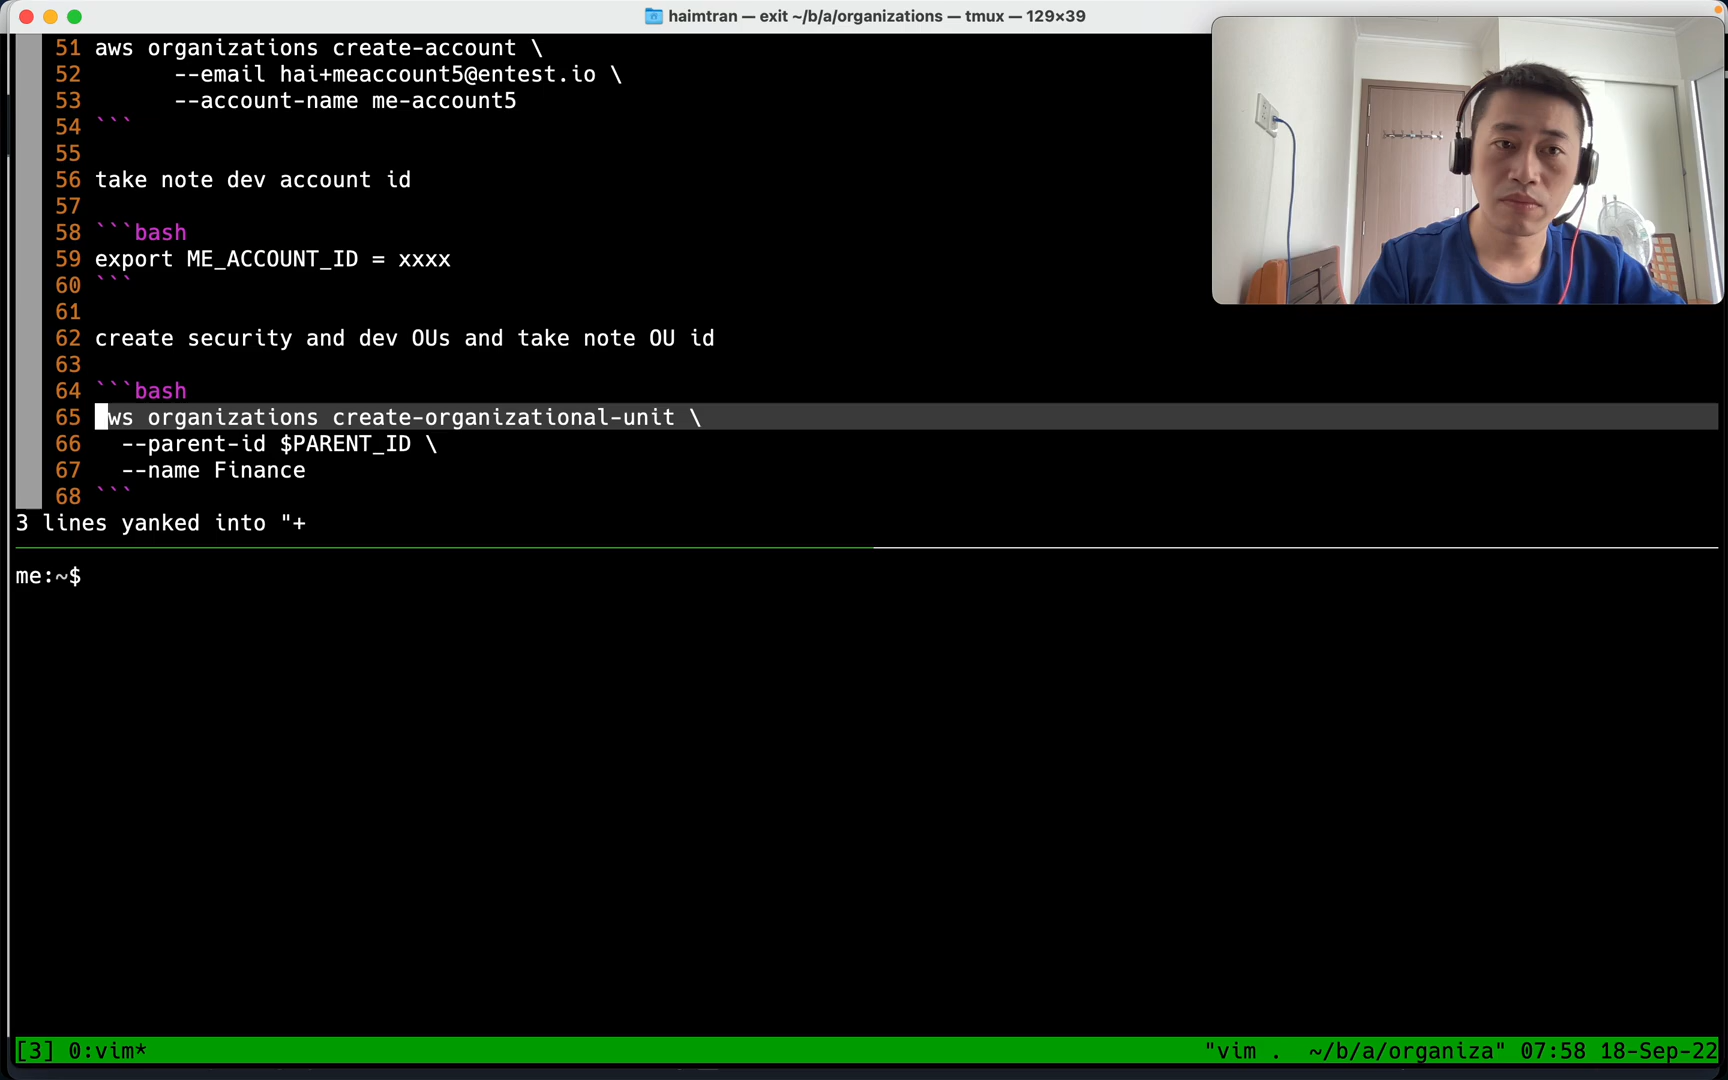 haimtran — exit ~/b/a/organizations — tmux — 129×39
51 aws organizations create-account \
52       --email hai+meaccount5@entest.io \
53       --account-name me-account5
54 ```
55
56 take note dev account id
57
58 ```bash
59 export ME_ACCOUNT_ID = xxxx
60 ```
61
62 create security and dev OUs and take note OU id
63
64 ```bash
65 aws organizations create-organizational-unit \
66   --parent-id $PARENT_ID \
67   --name Finance
68 ```
3 lines yanked into "+
me:~$
[3] 0:vim*
"vim .  ~/b/a/organiza" 07:58 18-Sep-22